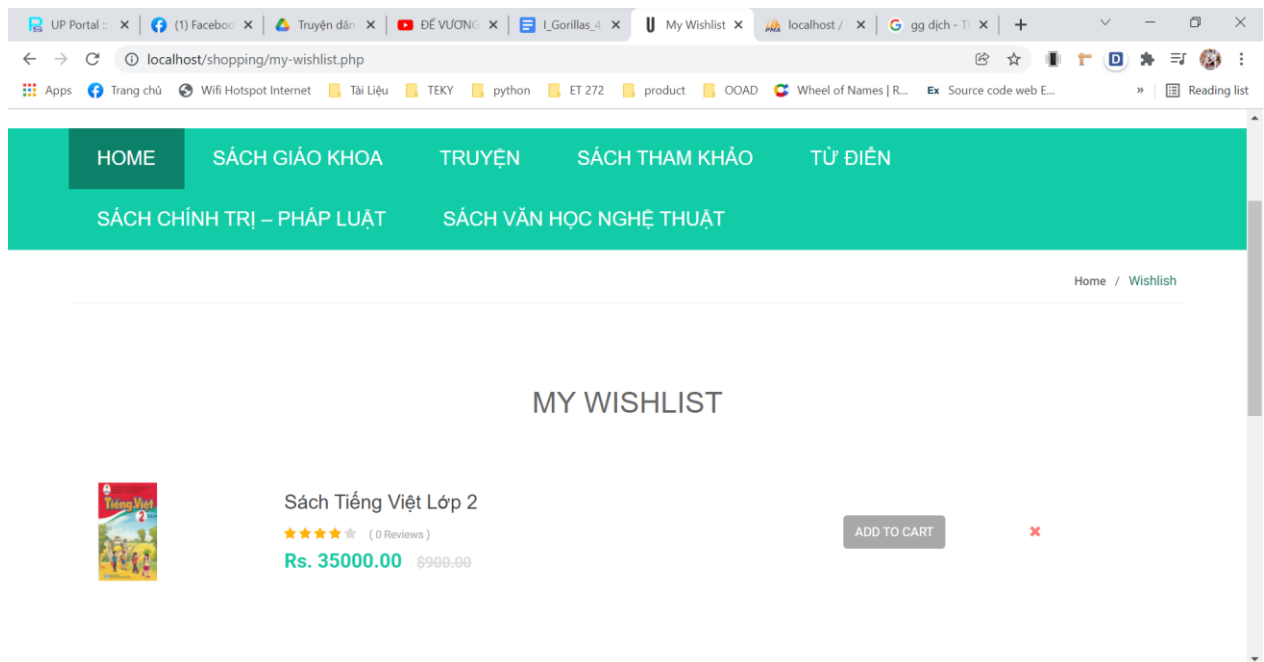 UP Portal ::
(1) Faceboo
Truyện dân
ĐẾ VƯƠNG
I_Gorillas_4
My Wishlist
localhost /
gg dịch - Tì
localhost/shopping/my-wishlist.php
Apps
Trang chủ
Wifi Hotspot Internet
Tài Liệu
TEKY
python
ET 272
product
OOAD
Wheel of Names | R...
Ex Source code web E...
»
Reading list
HOME
SÁCH GIÁO KHOA
TRUYỆN
SÁCH THAM KHẢO
TỪ ĐIỂN
SÁCH CHÍNH TRỊ – PHÁP LUẬT
SÁCH VĂN HỌC NGHỆ THUẬT
Home / Wishlish
MY WISHLIST
Tiếng Việt
2
Sách Tiếng Việt Lớp 2
( 0 Reviews )
Rs. 35000.00 $900.00
ADD TO CART